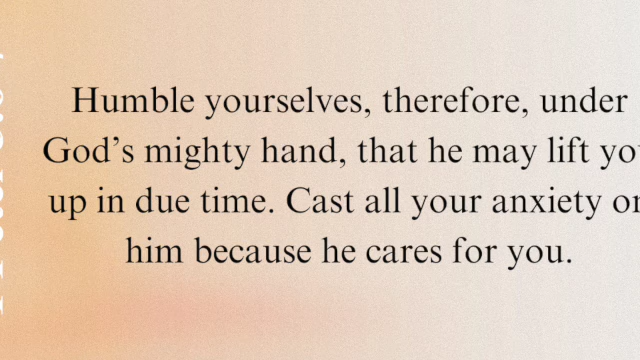 Humble yourselves, therefore, under
God's mighty hand, that he may lift you
up in due time. Cast all your anxiety on
him because he cares for you.